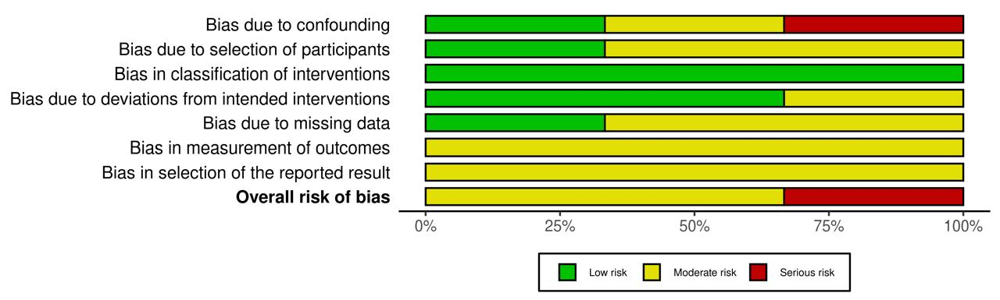 Bias due to confounding
Bias due to selection of participants
Bias in classification of interventions
Bias due to deviations from intended interventions
Bias due to missing data
Bias in measurement of outcomes
Bias in selection of the reported result
Overall risk of bias
0% 25% 50% 75% 100%
Low risk Moderate risk Serious risk